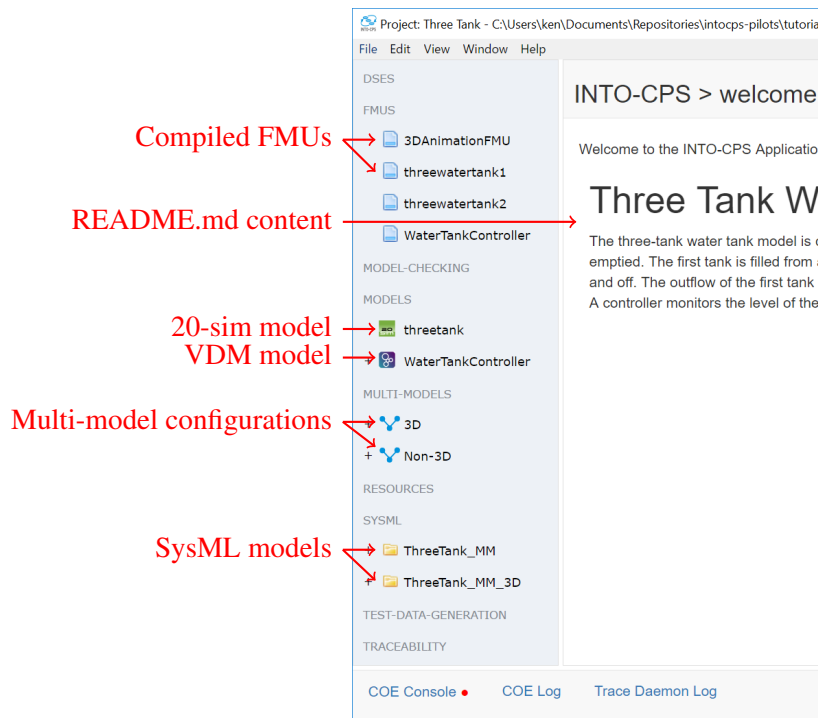 Project: Three Tank - C:\Users\ken\Documents\Repositories\intocps-pilots\tutoria
File Edit View Window Help
DSES
FMUS
INTO-CPS > welcome
Compiled FMUs
3DAnimationFMU
Welcome to the INTO-CPS Applicatio
threewatertank1
threewatertank2
Three Tank W
README.md content
WaterTankController
The three-tank water tank model is
emptied. The first tank is filled from
MODEL-CHECKING
and off. The outflow of the first tank
MODELS
A controller monitors the level of the
20-sim model
threetank
VDM model
+ WaterTankController
MULTI-MODELS
Multi-model configurations
+ 3D
+ Non-3D
RESOURCES
SYSML
SysML models
+ ThreeTank_MM
+ ThreeTank_MM_3D
TEST-DATA-GENERATION
TRACEABILITY
COE Console COE Log Trace Daemon Log